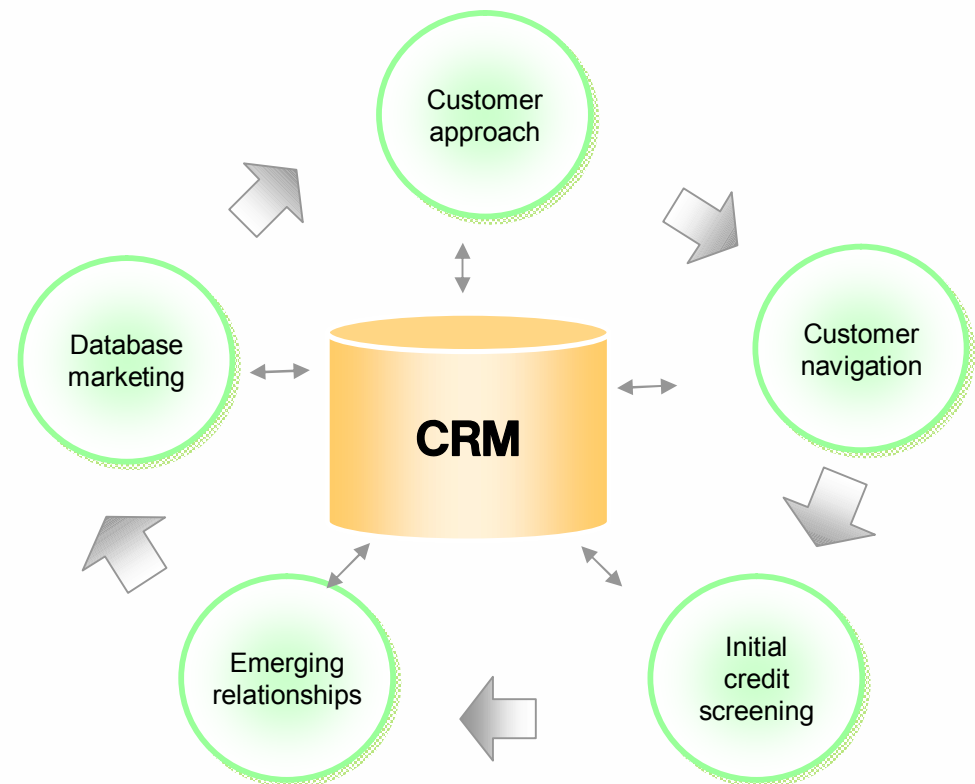 Customer
approach
Database
marketing
Customer
navigation
CRM
Emerging
relationships
Initial
credit
screening